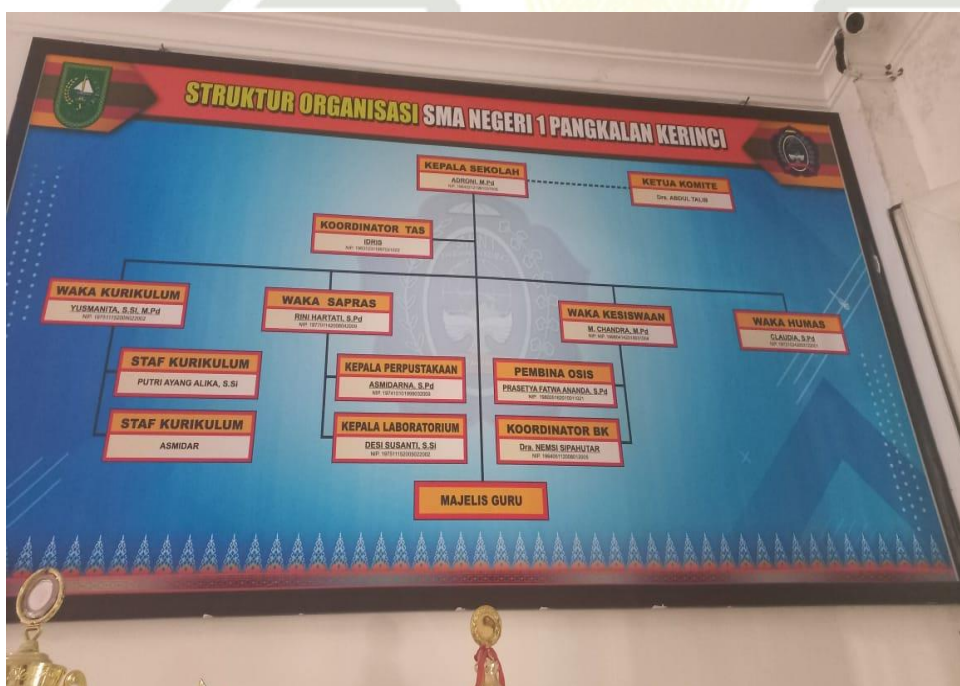 STRUKTUR ORGANISASI SMA NEGERI 1 PANGKALAN KERINCI
KEPALA SEKOLAH
ADRONI, M.Pd
KETUA KOMITE
Drs. ABDUL TALIB
KOORDINATOR TAS
IDRIS
WAKA KURIKULUM
YUSMANITA, S.Si, M.Pd
WAKA SAPRAS
RINI HARTATI, S.Pd
WAKA KESISWAAN
M. CHANDRA, M.Pd
WAKA HUMAS
CLAUDIA, S.Pd
STAF KURIKULUM
PUTRI AYANG ALIKA, S.Si
KEPALA PERPUSTAKAAN
ASMIDARNA, S.Pd
PEMBINA OSIS
PRASETYA FATWA ANANDA, S.Pd
STAF KURIKULUM
ASMIDAR
KEPALA LABORATORIUM
DESI SUSANTI, S.Si
KOORDINATOR BK
Dra. NEMSI SIPAHUTAR
MAJELIS GURU